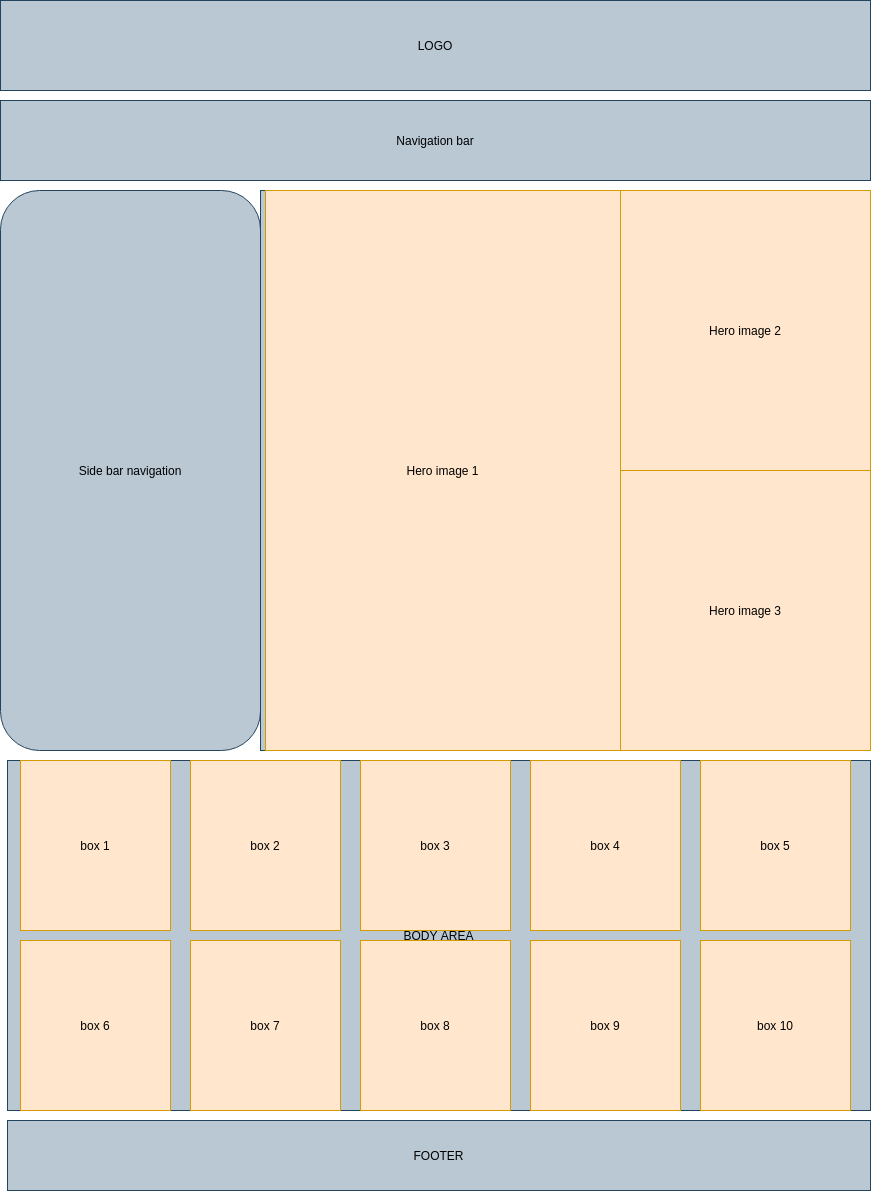 LOGO
Navigation bar
Side bar navigation
Hero image 1
Hero image 2
Hero image 3
box 1
box 2
box 3
box 4
box 5
BODY AREA
box 6
box 7
box 8
box 9
box 10
FOOTER